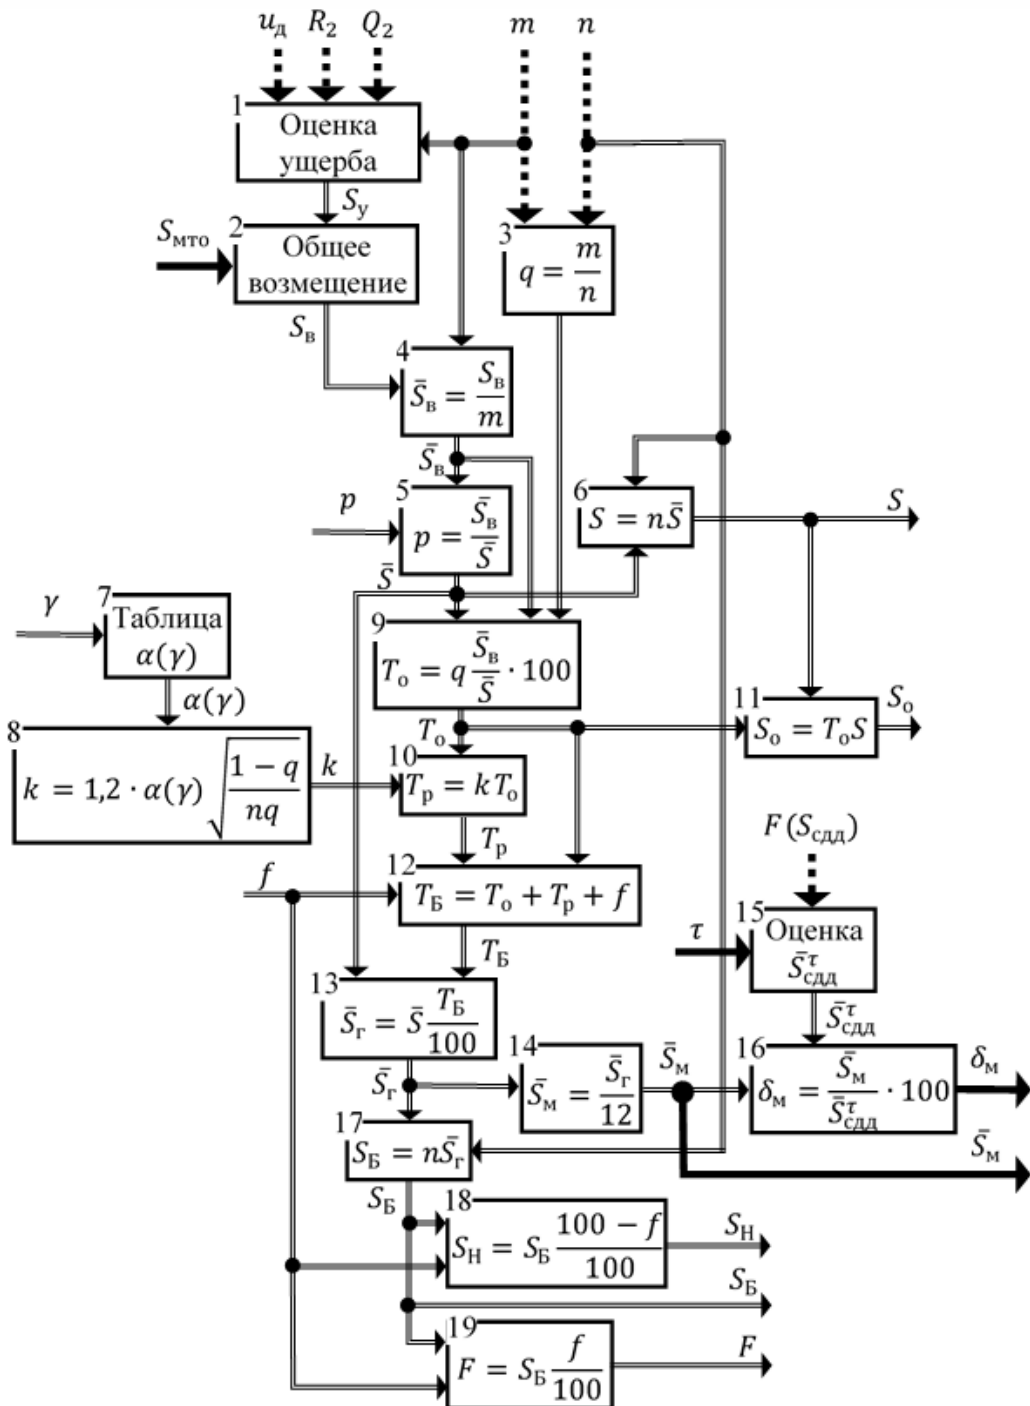 u_д R_2 Q_2 m n
1
Оценка
ущерба
S_у
S_мто
2
Общее
возмещение
3
q = m/n
S_в
4
S̄_в = S_в/m
S̄_в
p
5
p = S̄_в/S̄
6
S = nS̄
S
S̄
γ
7
Таблица
α(γ)
α(γ)
9
T_о = q S̄_в/S̄ · 100
T_о
8
k = 1,2 · α(γ) √((1 − q)/nq)
k
10
T_р = kT_о
11
S_о = T_оS
S_о
T_р
f
12
T_Б = T_о + T_р + f
T_Б
F(S_сдд)
τ
15
Оценка
S̄^τ_сдд
S̄^τ_сдд
13
S̄_г = S̄ T_Б/100
S̄_г
14
S̄_м = S̄_г/12
S̄_м
16
δ_м = S̄_м/S̄^τ_сдд · 100
δ_м
S̄_м
17
S_Б = nS̄_г
S_Б
18
S_Н = S_Б (100 − f)/100
S_Н
S_Б
19
F = S_Б f/100
F